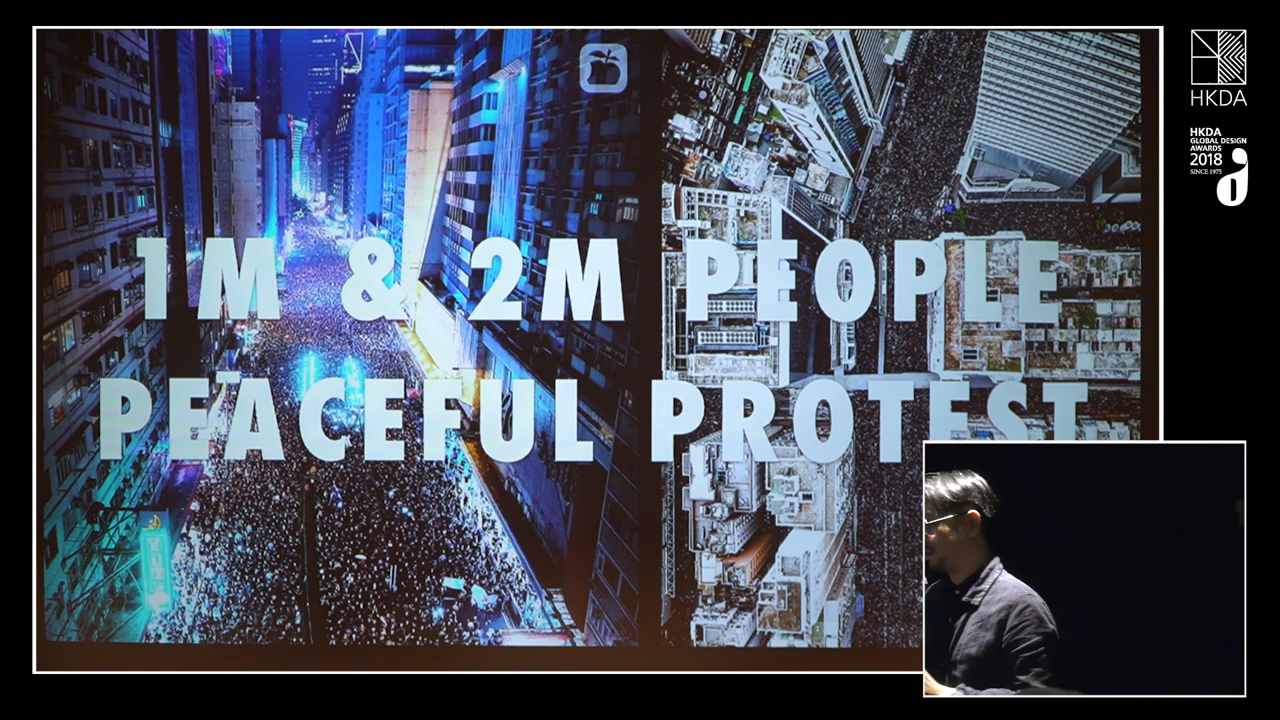 1M & 2M PEOPLE
PEACEFUL PROTEST
HKDA
HKDA
GLOBAL DESIGN
AWARDS
2018
SINCE 1975